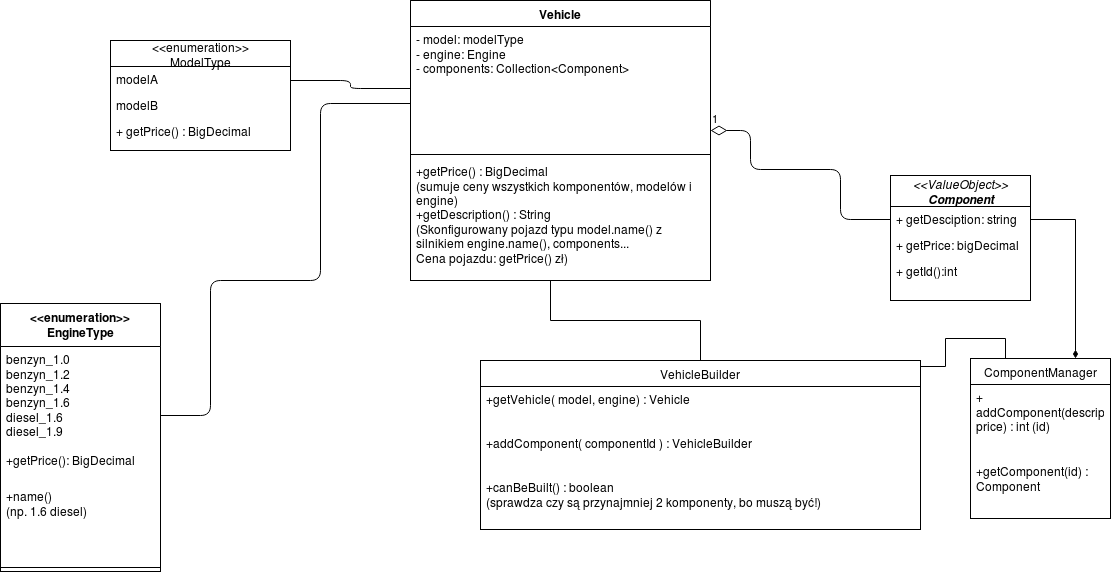 Vehicle
- model: modelType
- engine: Engine
- components: Collection<Component>
+getPrice() : BigDecimal
(sumuje ceny wszystkich komponentów, modelów i
engine)
+getDescription() : String
(Skonfigurowany pojazd typu model.name() z
silnikiem engine.name(), components...
Cena pojazdu: getPrice() zł)
<<enumeration>>
ModelType
modelA
modelB
+ getPrice() : BigDecimal
1
<<ValueObject>>
Component
+ getDesciption: string
+ getPrice: bigDecimal
+ getId():int
<<enumeration>>
EngineType
benzyn_1.0
benzyn_1.2
benzyn_1.4
benzyn_1.6
diesel_1.6
diesel_1.9
+getPrice(): BigDecimal
+name()
(np. 1.6 diesel)
VehicleBuilder
+getVehicle( model, engine) : Vehicle
+addComponent( componentId ) : VehicleBuilder
+canBeBuilt() : boolean
(sprawdza czy są przynajmniej 2 komponenty, bo muszą być!)
ComponentManager
+
addComponent(descrip
price) : int (id)
+getComponent(id) :
Component